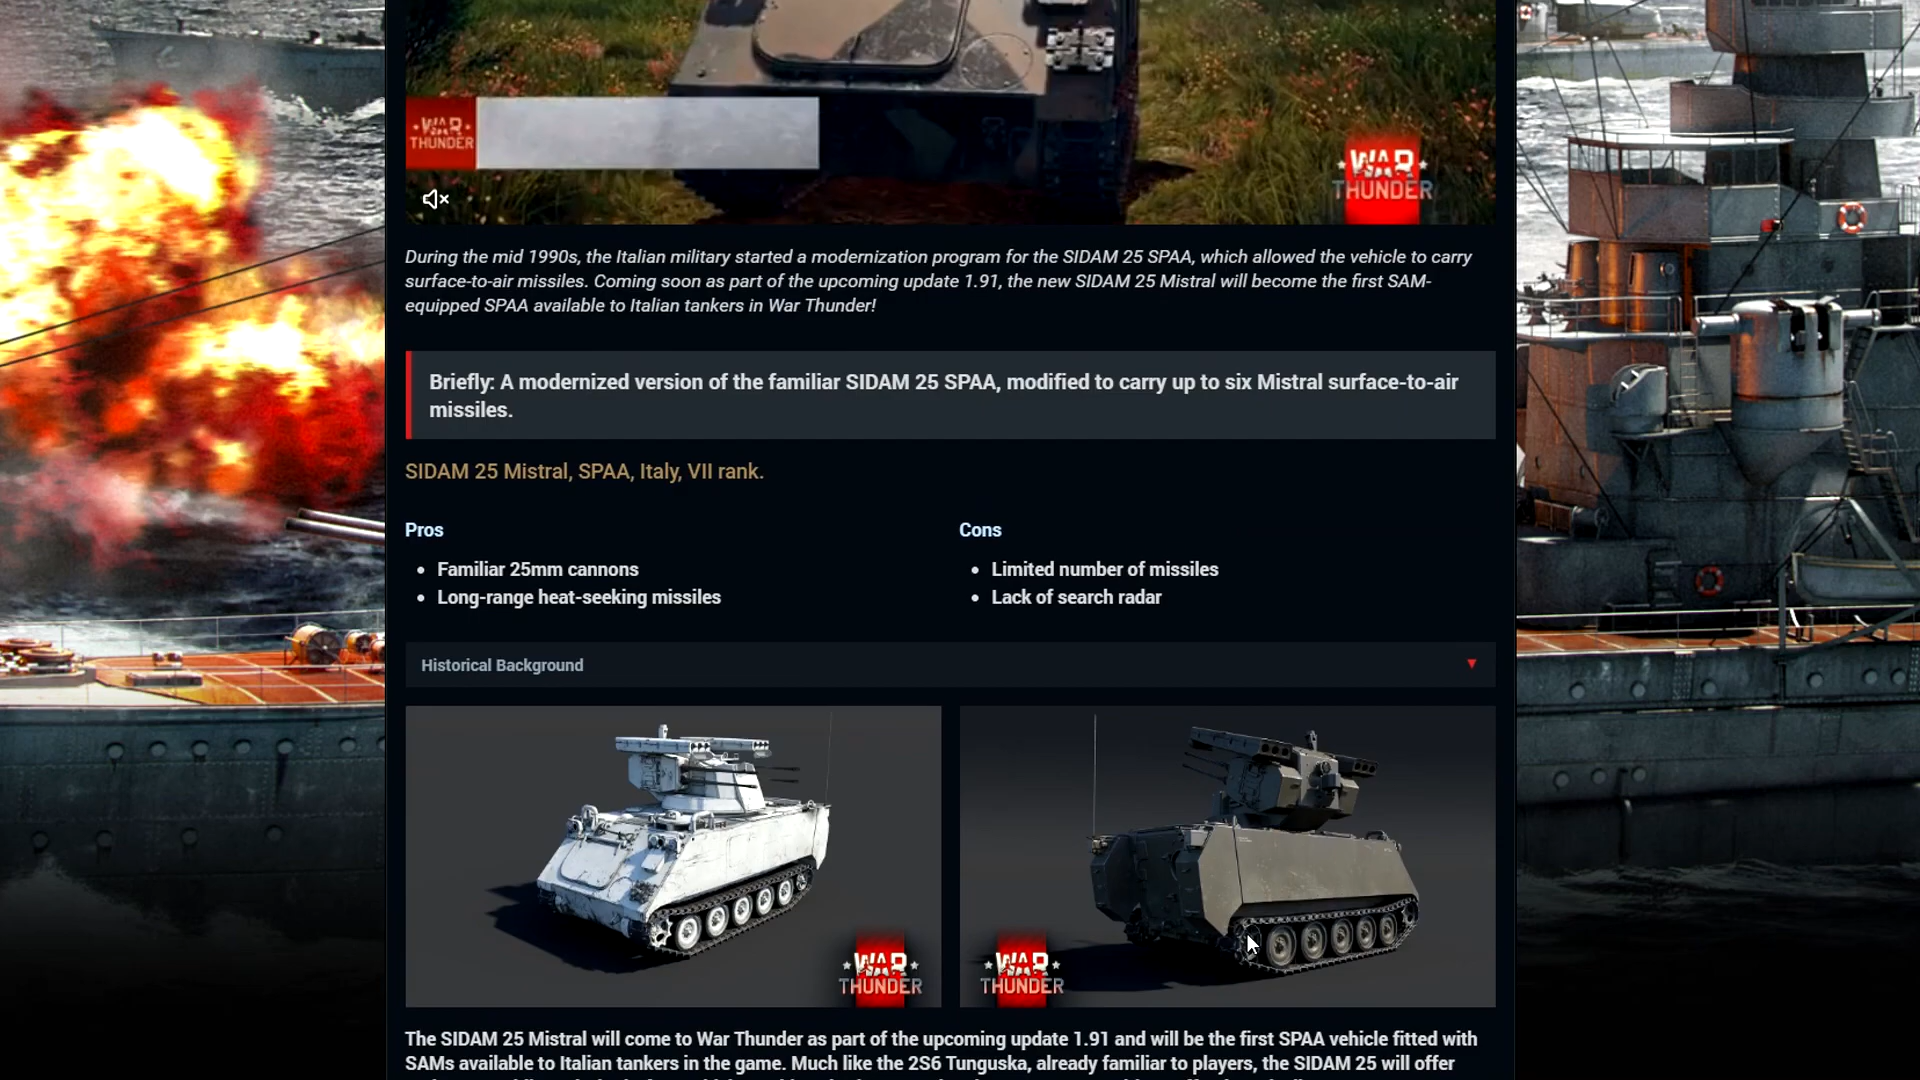 WAR
THUNDER
WAR
THUNDER
During the mid 1990s, the Italian military started a modernization program for the SIDAM 25 SPAA, which allowed the vehicle to carry
surface-to-air missiles. Coming soon as part of the upcoming update 1.91, the new SIDAM 25 Mistral will become the first SAM-
equipped SPAA available to Italian tankers in War Thunder!
Briefly: A modernized version of the familiar SIDAM 25 SPAA, modified to carry up to six Mistral surface-to-air
missiles.
SIDAM 25 Mistral, SPAA, Italy, VII rank.
Pros
• Familiar 25mm cannons
• Long-range heat-seeking missiles
Cons
• Limited number of missiles
• Lack of search radar
Historical Background
WAR
THUNDER
WAR
THUNDER
The SIDAM 25 Mistral will come to War Thunder as part of the upcoming update 1.91 and will be the first SPAA vehicle fitted with
SAMs available to Italian tankers in the game. Much like the 2S6 Tunguska, already familiar to players, the SIDAM 25 will offer